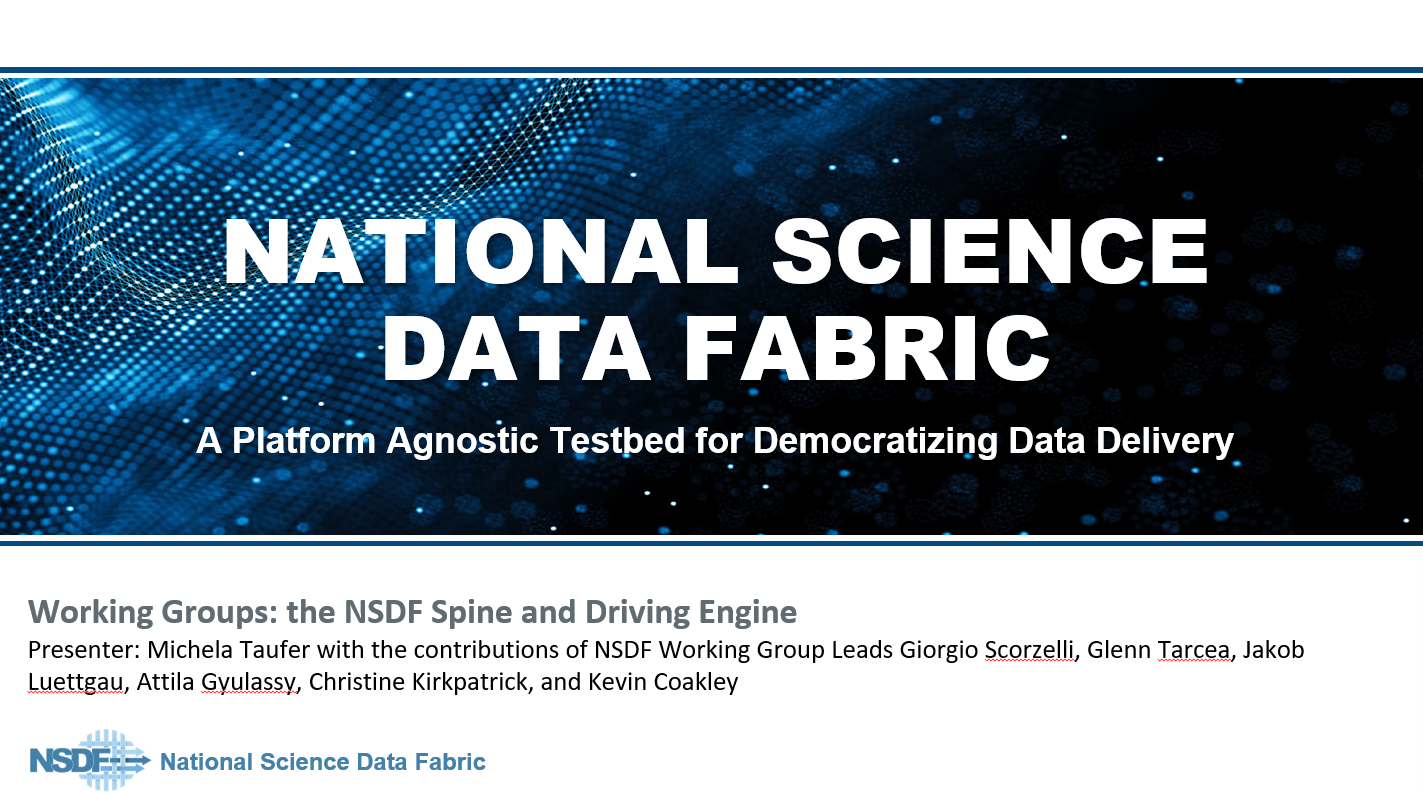 NATIONAL SCIENCE
DATA FABRIC
A Platform Agnostic Testbed for Democratizing Data Delivery
Working Groups: the NSDF Spine and Driving Engine
Presenter: Michela Taufer with the contributions of NSDF Working Group Leads Giorgio Scorzelli, Glenn Tarcea, Jakob
Luettgau, Attila Gyulassy, Christine Kirkpatrick, and Kevin Coakley
NSDF National Science Data Fabric